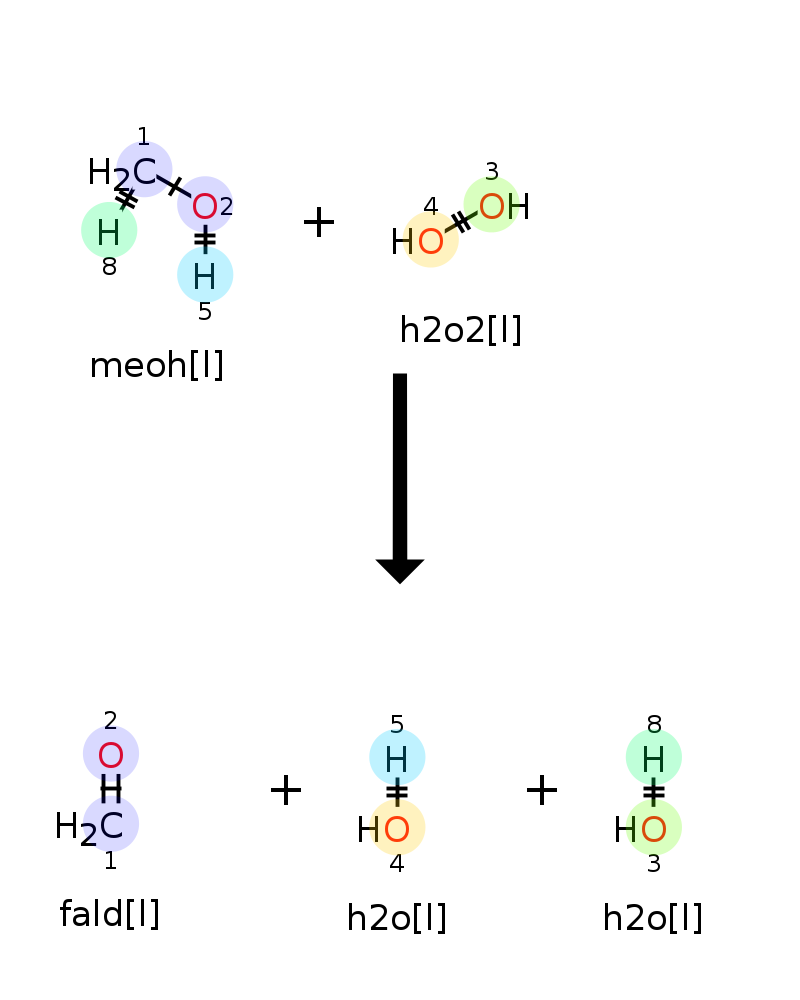 1
H2C O 2
H H
8 5
+
3
4 OH
HO
meoh[l]
h2o2[l]
2 5 8
O H H
+ +
H2C HO HO
1 4 3
fald[l] h2o[l] h2o[l]